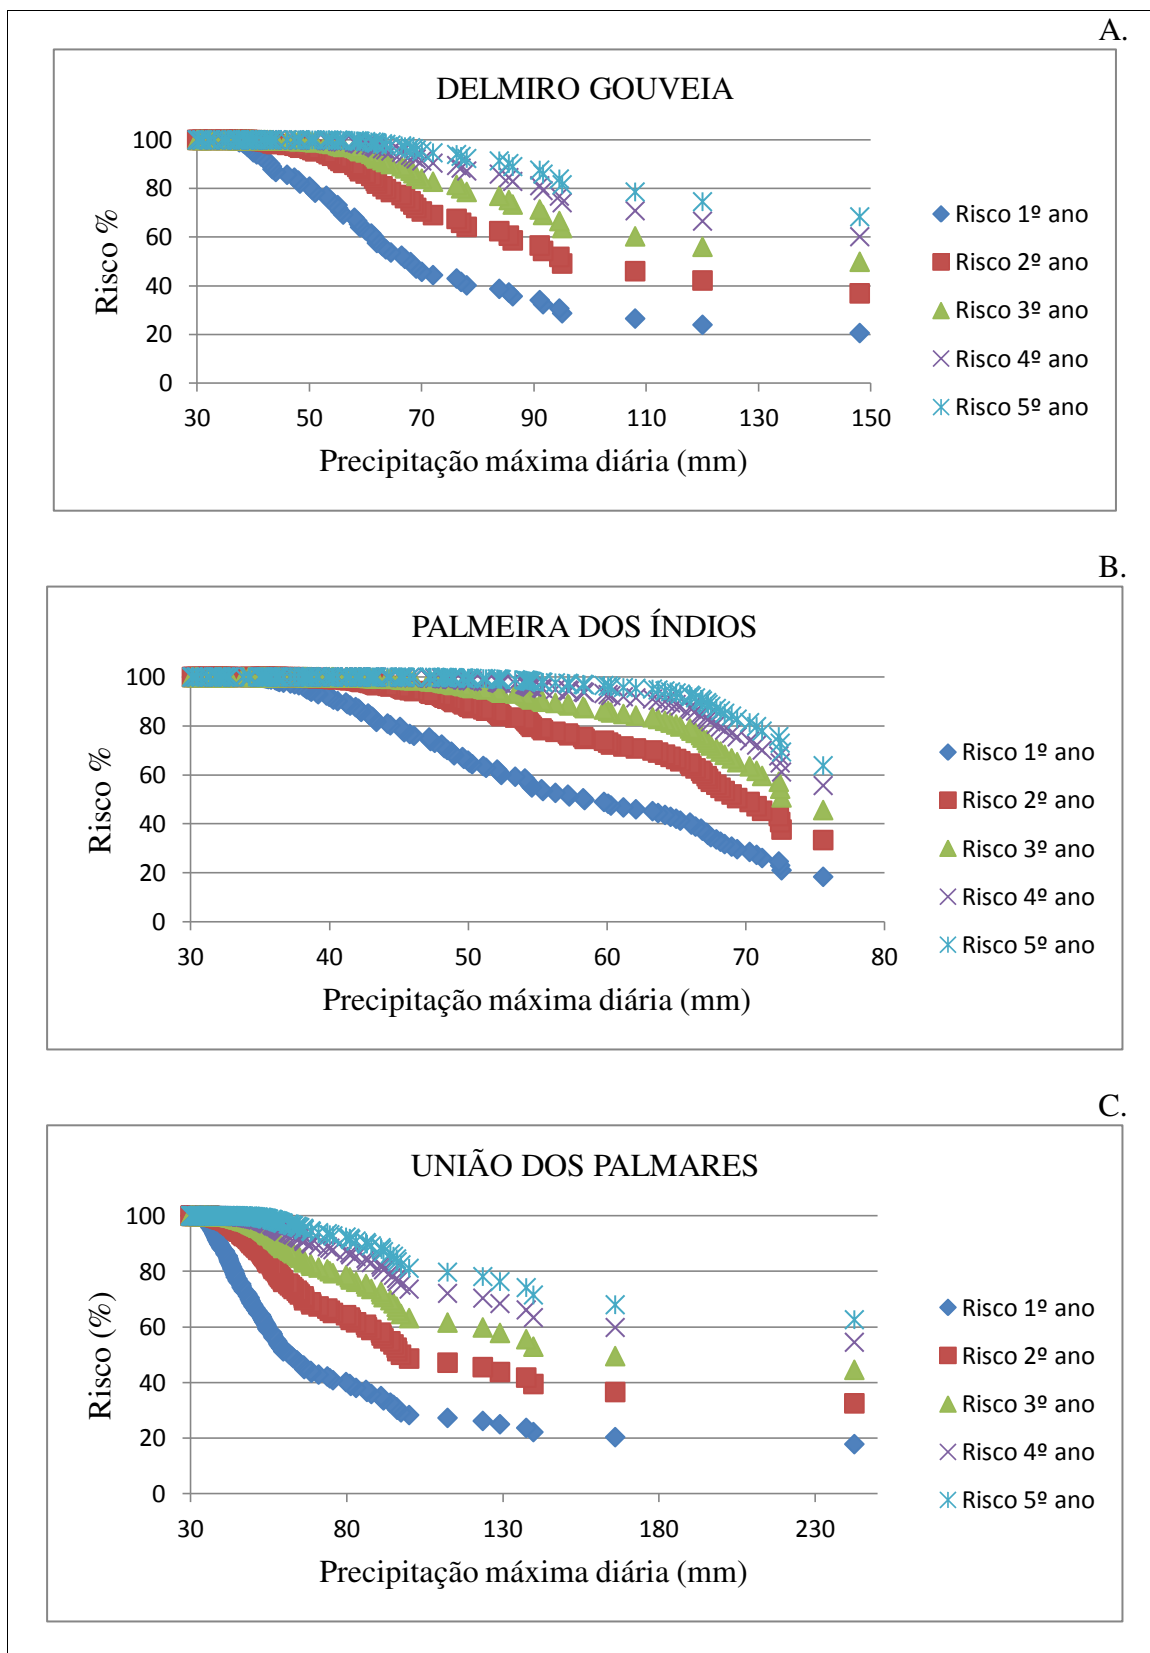 A.
DELMIRO GOUVEIA
Risco %
100
80
60
40
20
0
30 50 70 90 110 130 150
Precipitação máxima diária (mm)
Risco 1º ano
Risco 2º ano
Risco 3º ano
Risco 4º ano
Risco 5º ano
B.
PALMEIRA DOS ÍNDIOS
Risco %
100
80
60
40
20
0
30 40 50 60 70 80
Precipitação máxima diária (mm)
Risco 1º ano
Risco 2º ano
Risco 3º ano
Risco 4º ano
Risco 5º ano
C.
UNIÃO DOS PALMARES
Risco (%)
100
80
60
40
20
0
30 80 130 180 230
Precipitação máxima diária (mm)
Risco 1º ano
Risco 2º ano
Risco 3º ano
Risco 4º ano
Risco 5º ano